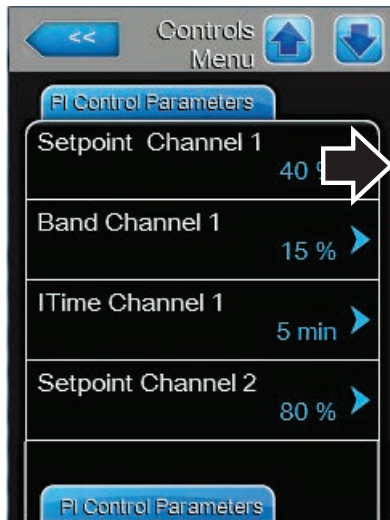 <<
Controls
Menu
PI Control Parameters
Setpoint Channel 1
40 %
Band Channel 1
15 %
ITime Channel 1
5 min
Setpoint Channel 2
80 %
PI Control Parameters